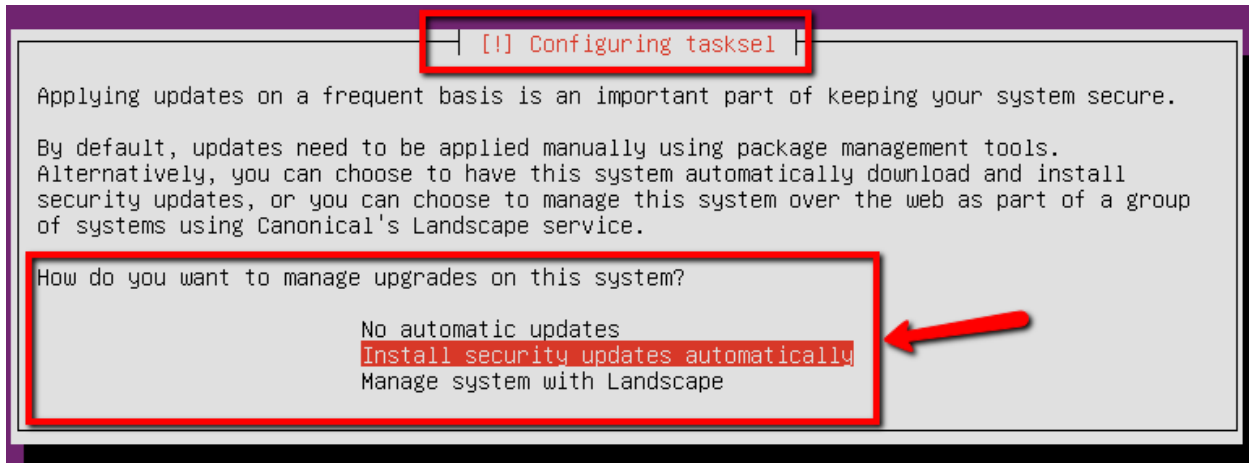 [!] Configuring tasksel
Applying updates on a frequent basis is an important part of keeping your system secure.
By default, updates need to be applied manually using package management tools.
Alternatively, you can choose to have this system automatically download and install
security updates, or you can choose to manage this system over the web as part of a group
of systems using Canonical's Landscape service.
How do you want to manage upgrades on this system?
No automatic updates
Install security updates automatically
Manage system with Landscape